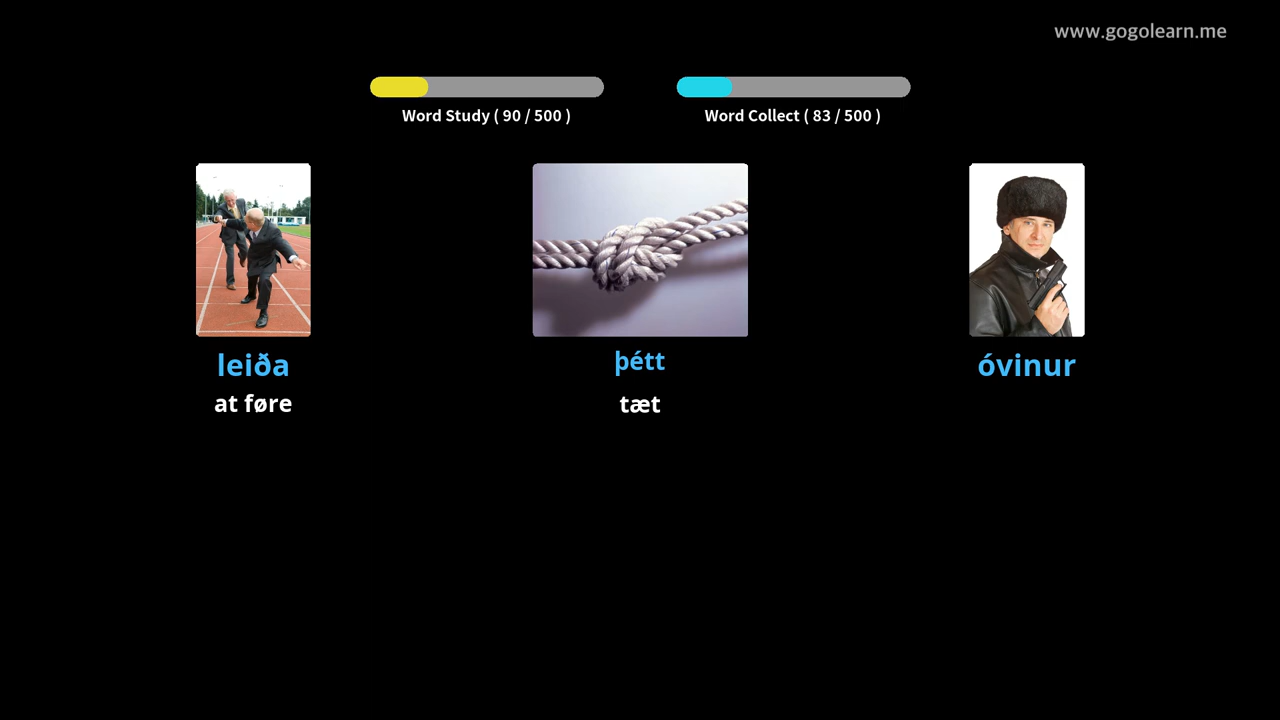 www.gogolearn.me
Word Study ( 90 / 500 )
Word Collect ( 83 / 500 )
leiða
þétt
óvinur
at føre
tæt